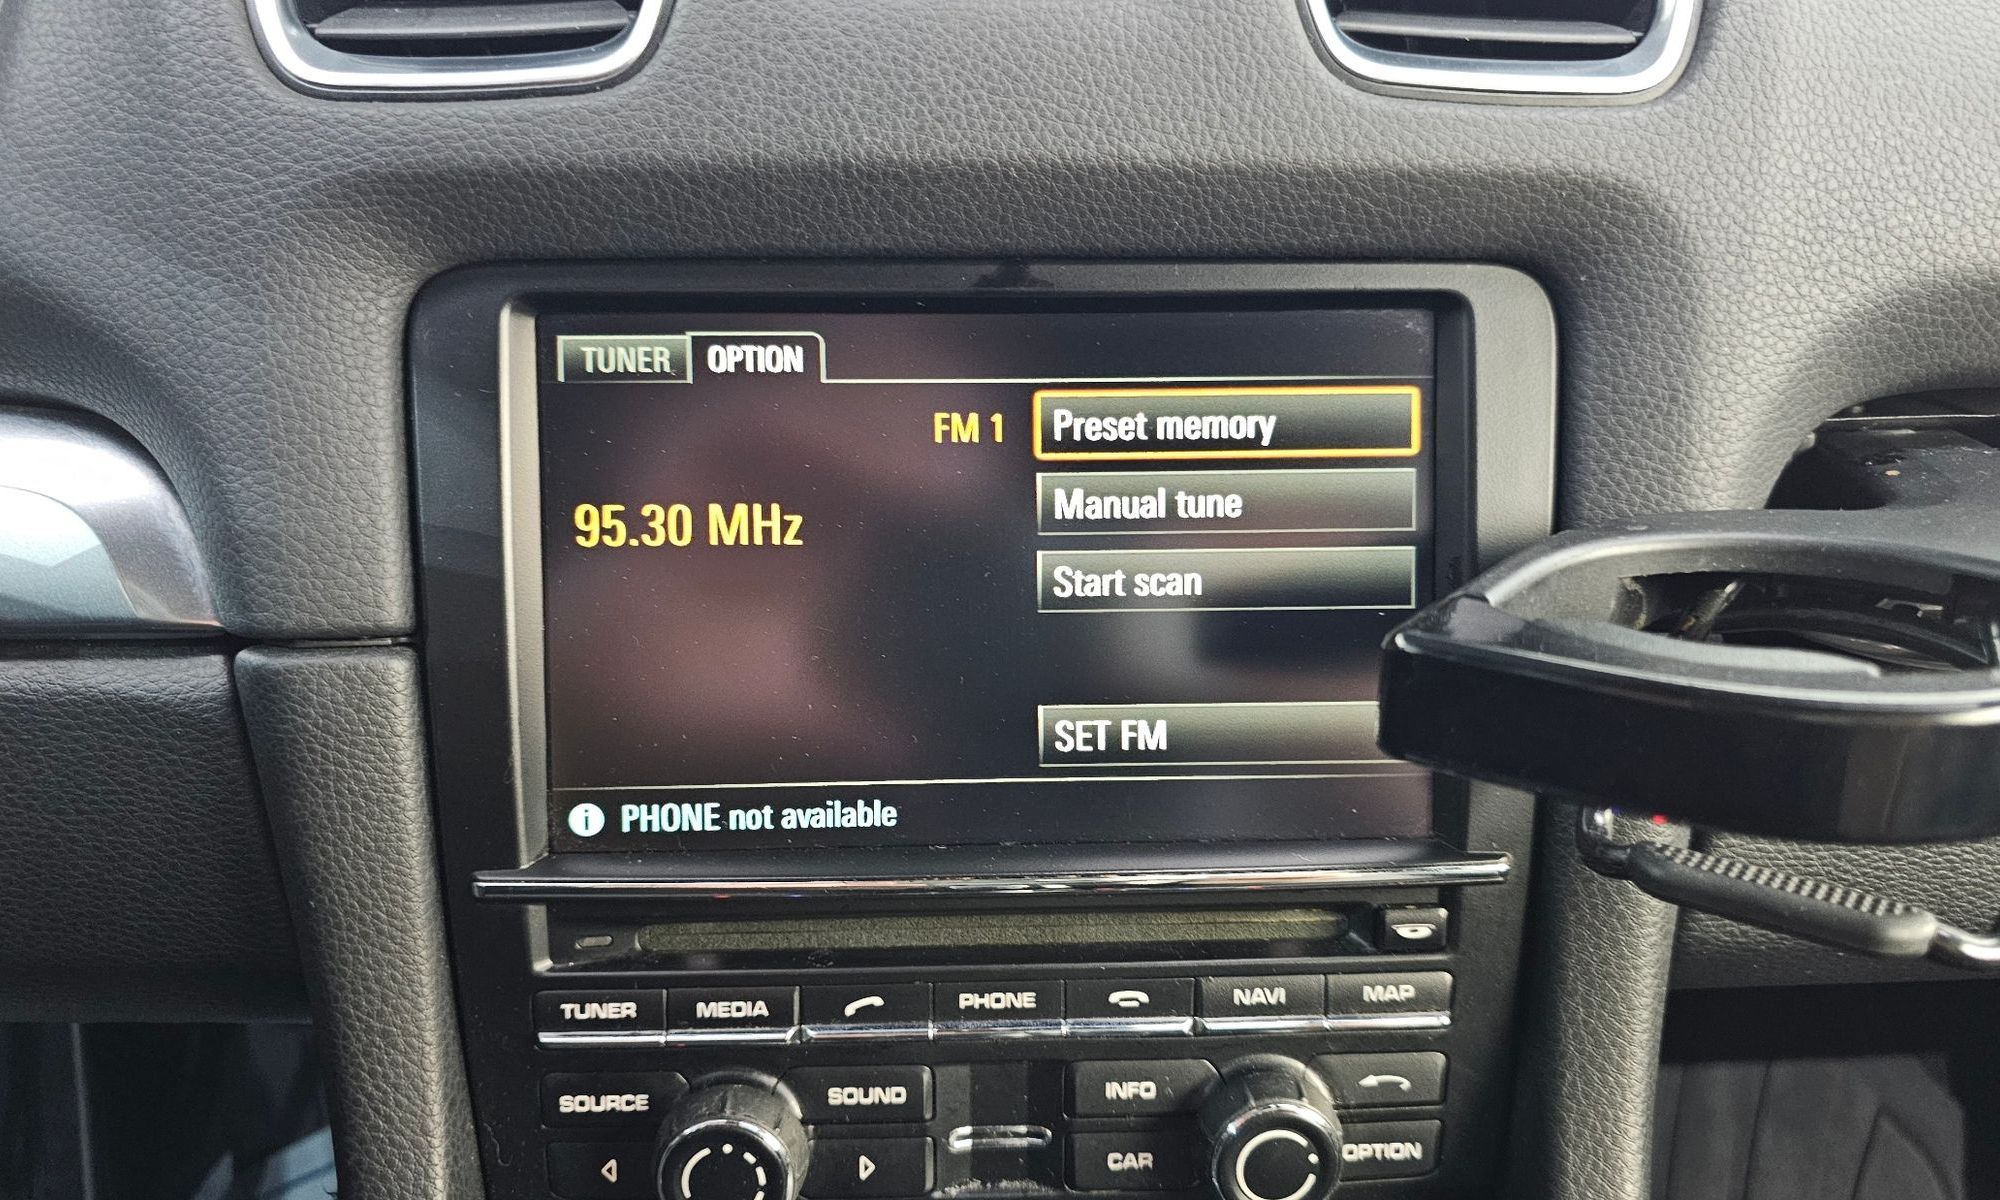 TUNER OPTION
FM 1 Preset memory
Manual tune
95.30 MHz
Start scan
SET FM
i PHONE not available
TUNER MEDIA PHONE NAVI MAP
SOURCE SOUND INFO
CAR OPTION